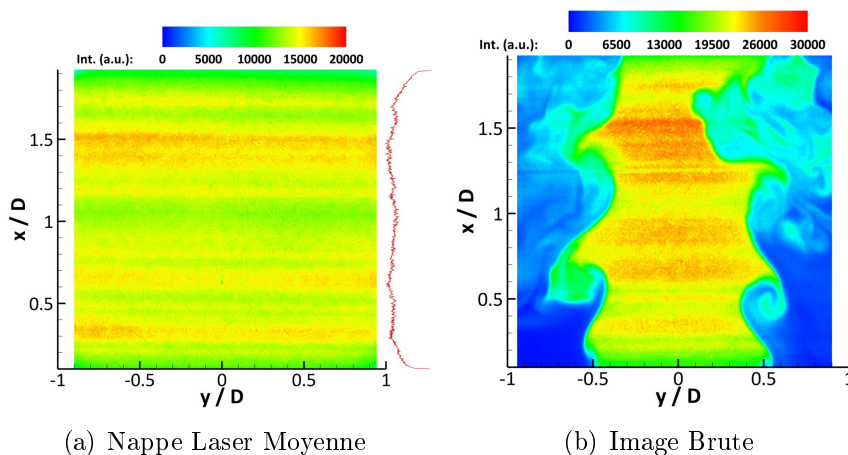 Int. (a.u.): 0 5000 10000 15000 20000
x / D
1.5
1
0.5
-1 -0.5 0 0.5 1
y / D
(a) Nappe Laser Moyenne
Int. (a.u.): 0 6500 13000 19500 26000 30000
x / D
1.5
1
0.5
-1 -0.5 0 0.5 1
y / D
(b) Image Brute